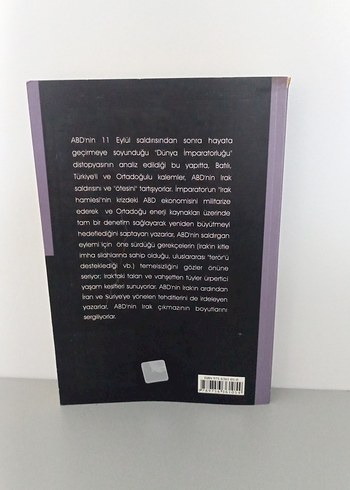 ABD'nin 11 Eylül saldırısından sonra hayata
geçirmeye soyunduğu "Dünya İmparatorluğu"
distopyasının analiz edildiği bu yapıtta, Batılı,
Türkiye'li ve Ortadoğulu kalemler, ABD'nin Irak
saldırısını ve "ötesini" tartışıyorlar. İmparatorun "Irak
hamlesi"nin krizdeki ABD ekonomisini militarize
ederek ve Ortadoğu enerji kaynakları üzerinde
tam bir denetim sağlayarak yeniden büyütmeyi
hedeflediğini saptayan yazarlar, ABD'nin saldırgan
eylemi için öne sürdüğü gerekçelerin (Irak'ın kitle
imha silahlarına sahip olduğu, uluslararası "terör"ü
desteklediği vb.) temelsizliğini gözler önüne
seriyor; Irak'taki talan ve vahşetten tüyler ürpertici
yaşam kesitleri sunuyorlar. ABD'nin Irak'ın ardından
İran ve Suriye'ye yönelen tehditlerini de irdeleyen
yazarlar, ABD'nin Irak çıkmazının boyutlarını
sergiliyorlar.